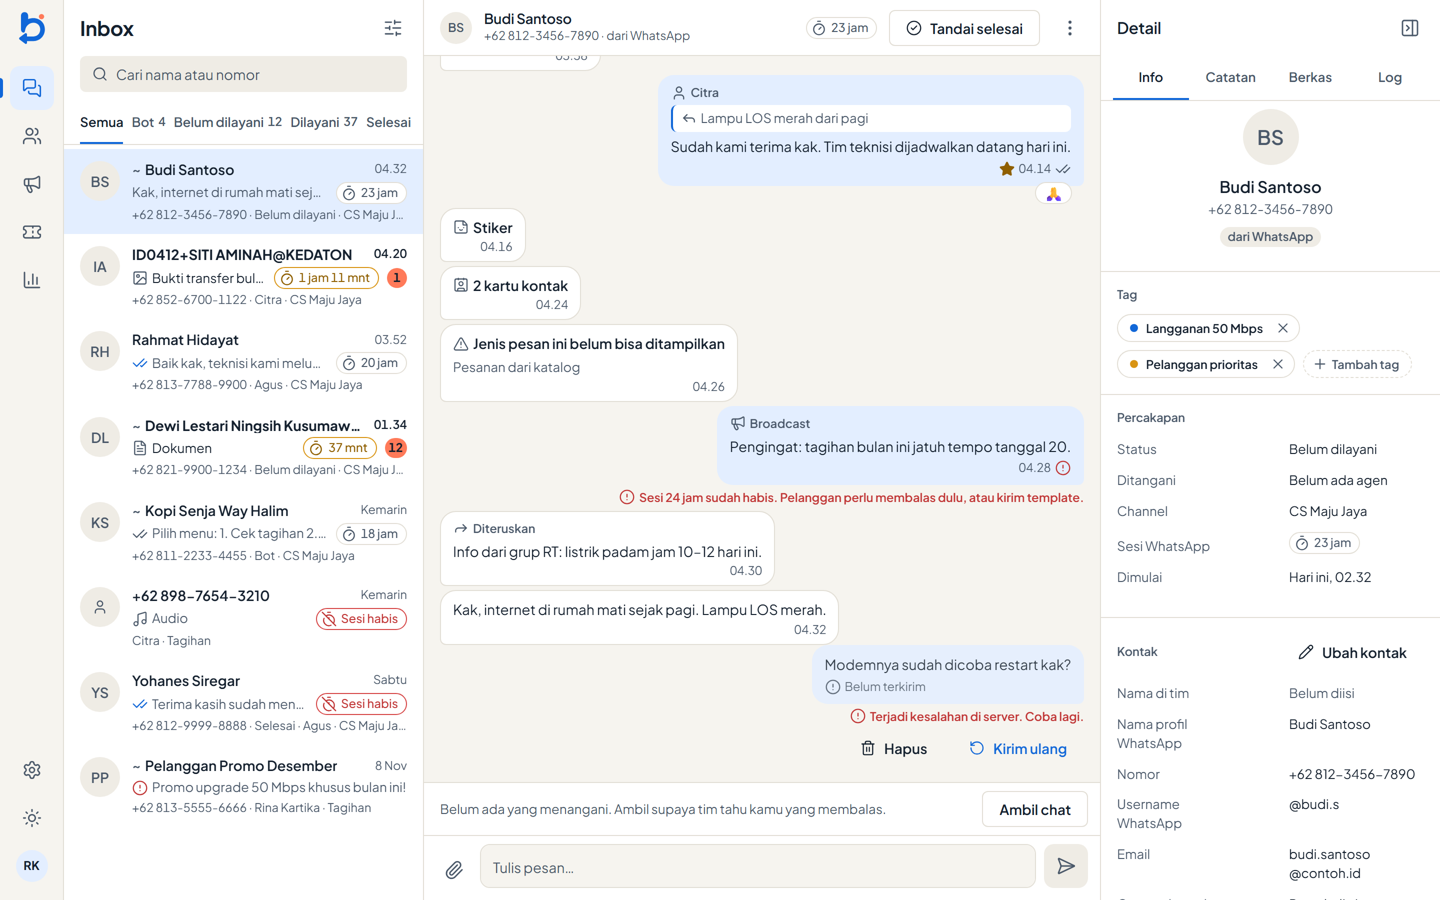 Inbox
Cari nama atau nomor
Semua Bot 4 Belum dilayani 12 Dilayani 37 Selesai
BS
~ Budi Santoso 04.32
Kak, internet di rumah mati sej... 23 jam
+62 812-3456-7890 · Belum dilayani · CS Maju J...
IA
ID0412+SITI AMINAH@KEDATON 04.20
Bukti transfer bul... 1 jam 11 mnt 1
+62 852-6700-1122 · Citra · CS Maju Jaya
RH
Rahmat Hidayat 03.52
Baik kak, teknisi kami melu... 20 jam
+62 813-7788-9900 · Agus · CS Maju Jaya
DL
~ Dewi Lestari Ningsih Kusumaw... 01.34
Dokumen 37 mnt 12
+62 821-9900-1234 · Belum dilayani · CS Maju J...
KS
~ Kopi Senja Way Halim Kemarin
Pilih menu: 1. Cek tagihan 2.... 18 jam
+62 811-2233-4455 · Bot · CS Maju Jaya
+62 898-7654-3210 Kemarin
Audio Sesi habis
Citra · Tagihan
YS
Yohanes Siregar Sabtu
Terima kasih sudah men... Sesi habis
+62 812-9999-8888 · Selesai · Agus · CS Maju Ja...
PP
~ Pelanggan Promo Desember 8 Nov
Promo upgrade 50 Mbps khusus bulan ini!
+62 813-5555-6666 · Rina Kartika · Tagihan
RK
BS
Budi Santoso
+62 812-3456-7890 · dari WhatsApp
23 jam
Tandai selesai
Citra
Lampu LOS merah dari pagi
Sudah kami terima kak. Tim teknisi dijadwalkan datang hari ini.
04.14
Stiker
04.16
2 kartu kontak
04.24
Jenis pesan ini belum bisa ditampilkan
Pesanan dari katalog
04.26
Broadcast
Pengingat: tagihan bulan ini jatuh tempo tanggal 20.
04.28
Sesi 24 jam sudah habis. Pelanggan perlu membalas dulu, atau kirim template.
Diteruskan
Info dari grup RT: listrik padam jam 10–12 hari ini.
04.30
Kak, internet di rumah mati sejak pagi. Lampu LOS merah.
04.32
Modemnya sudah dicoba restart kak?
Belum terkirim
Terjadi kesalahan di server. Coba lagi.
Hapus Kirim ulang
Belum ada yang menangani. Ambil supaya tim tahu kamu yang membalas.
Ambil chat
Tulis pesan...
Detail
Info Catatan Berkas Log
BS
Budi Santoso
+62 812-3456-7890
dari WhatsApp
Tag
Langganan 50 Mbps
Pelanggan prioritas
Tambah tag
Percakapan
Status Belum dilayani
Ditangani Belum ada agen
Channel CS Maju Jaya
Sesi WhatsApp 23 jam
Dimulai Hari ini, 02.32
Kontak Ubah kontak
Nama di tim Belum diisi
Nama profil WhatsApp Budi Santoso
Nomor +62 812-3456-7890
Username WhatsApp @budi.s
Email budi.santoso
@contoh.id